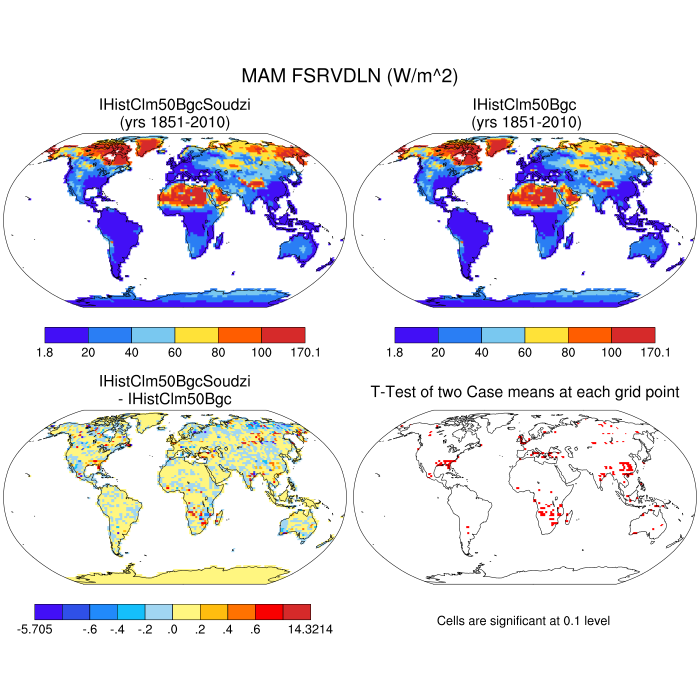 MAM FSRVDLN (W/m^2)
IHistClm50BgcSoudzi
(yrs 1851-2010)
IHistClm50Bgc
(yrs 1851-2010)
1.8 20 40 60 80 100 170.1
1.8 20 40 60 80 100 170.1
IHistClm50BgcSoudzi
- IHistClm50Bgc
T-Test of two Case means at each grid point
-5.705 -.6 -.4 -.2 .0 .2 .4 .6 14.3214
Cells are significant at 0.1 level